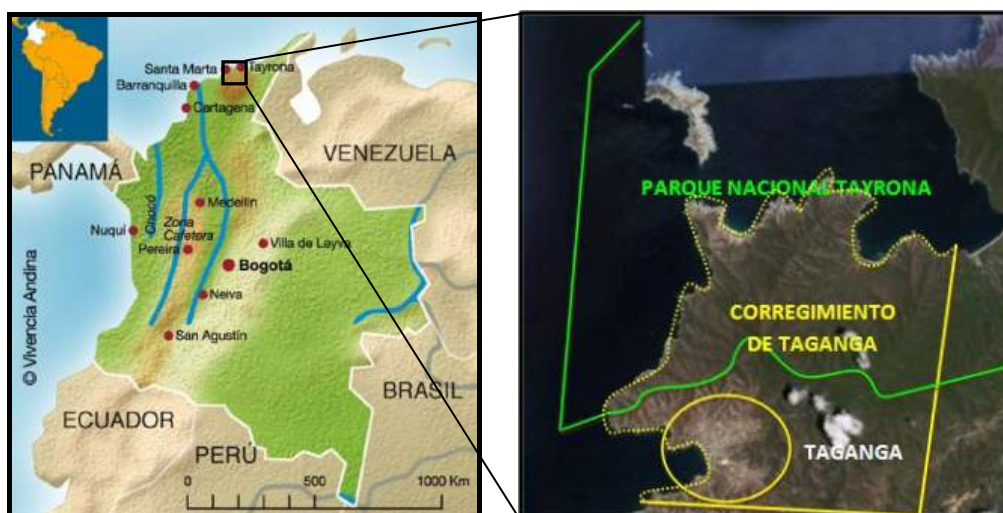 Santa Marta
Tayrona
Barranquilla
Cartagena
PANAMÁ
VENEZUELA
Chocó
Medellín
Nuquí
Zona
Cafetera
Pereira
Villa de Leyva
Bogotá
Neiva
San Agustín
© Vivencia Andina
ECUADOR
BRASIL
PERÚ
0 500 1000 Km
PARQUE NACIONAL TAYRONA
CORREGIMIENTO
DE TAGANGA
TAGANGA